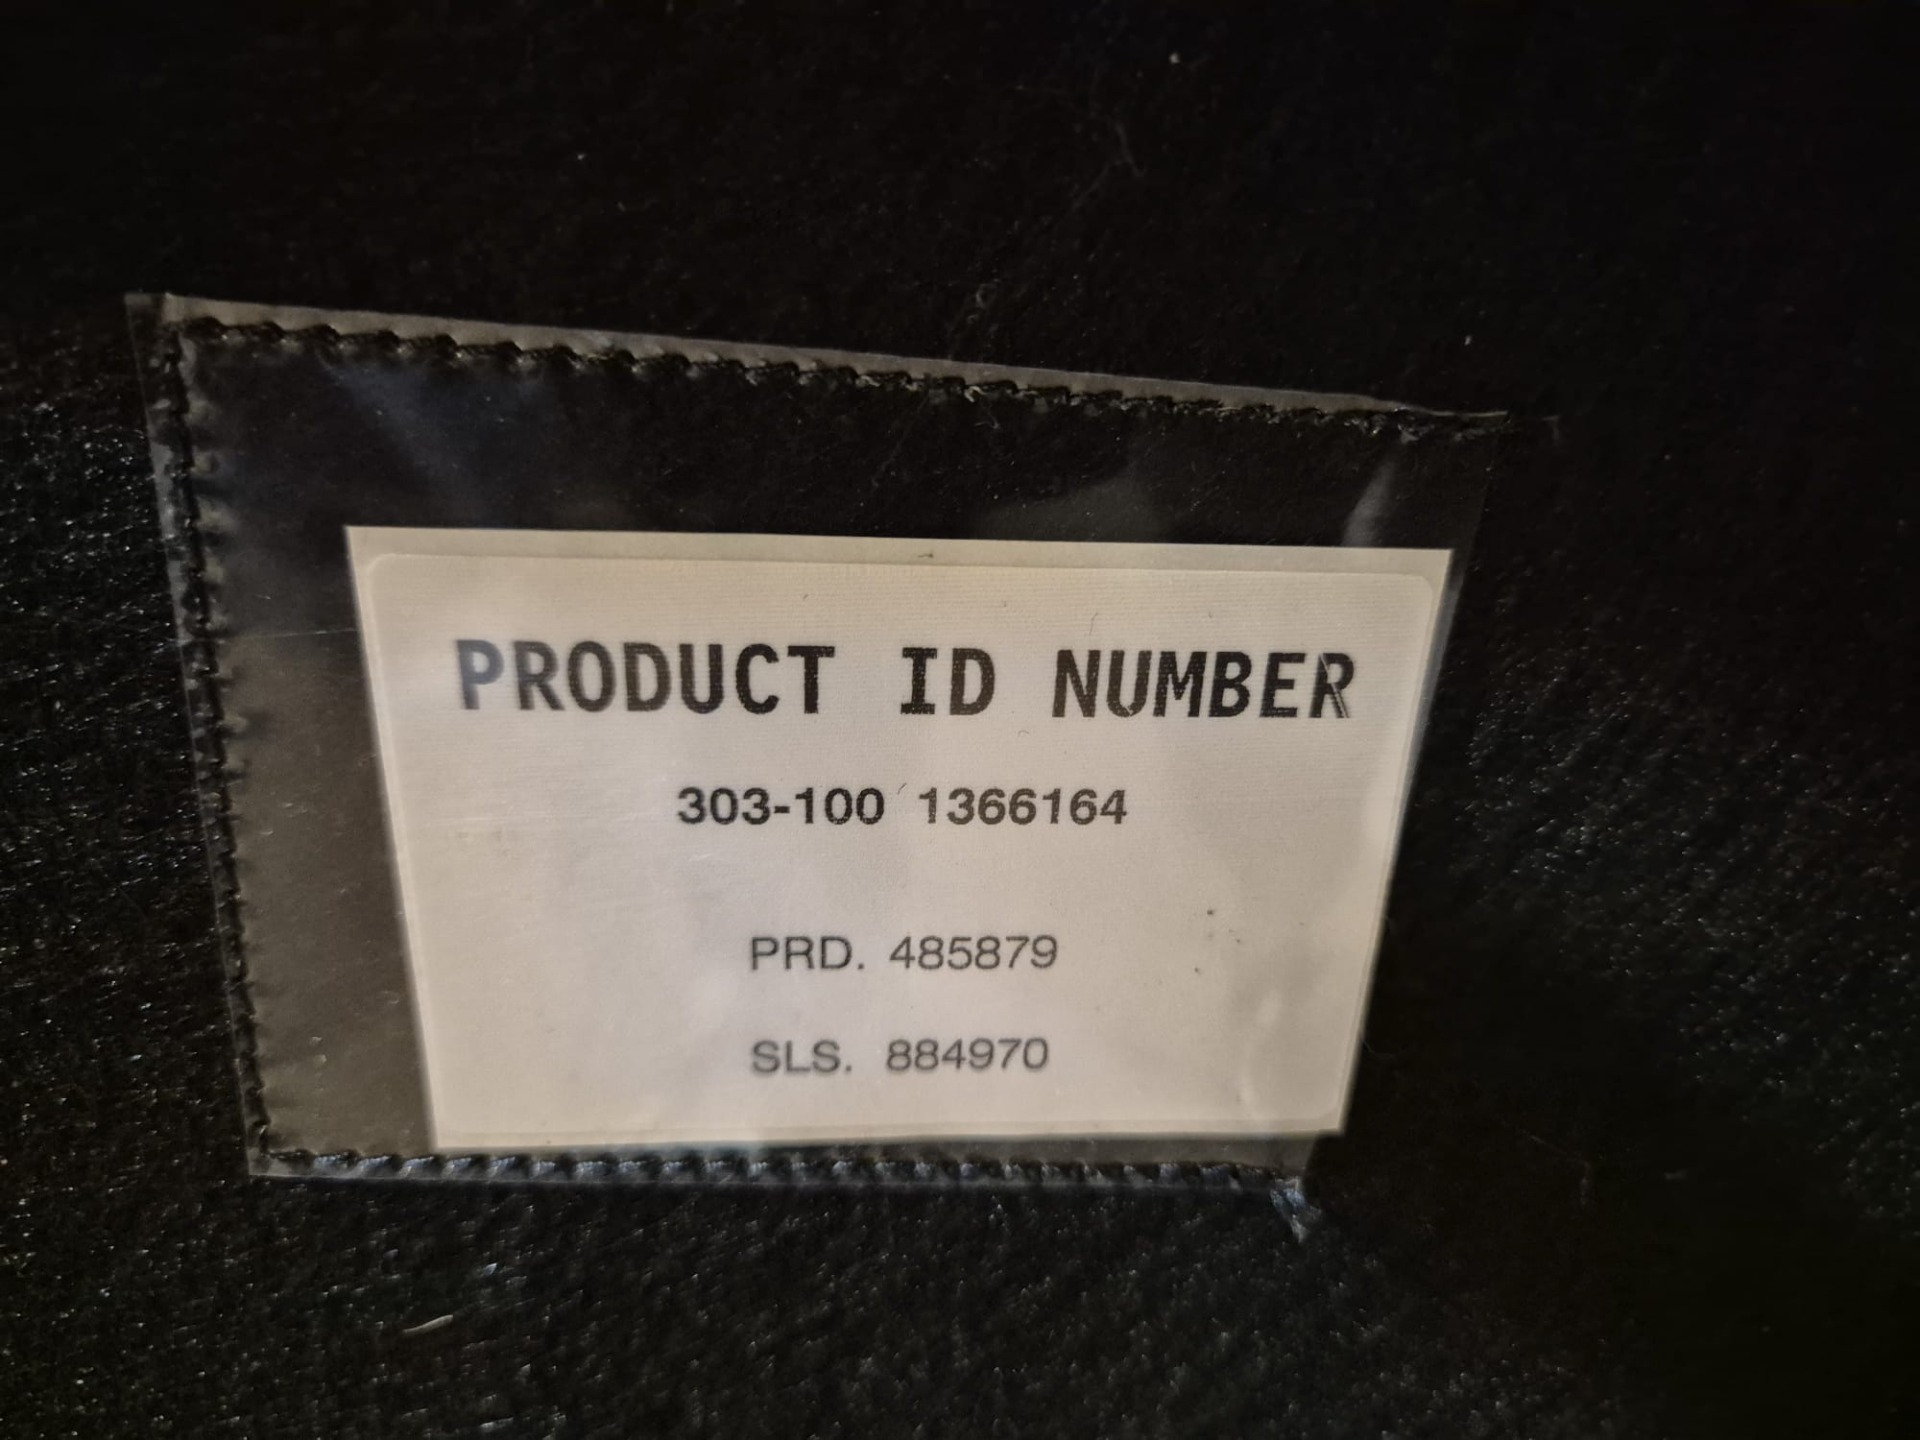 PRODUCT ID NUMBER
303-100 1366164
PRD. 485879
SLS. 884970